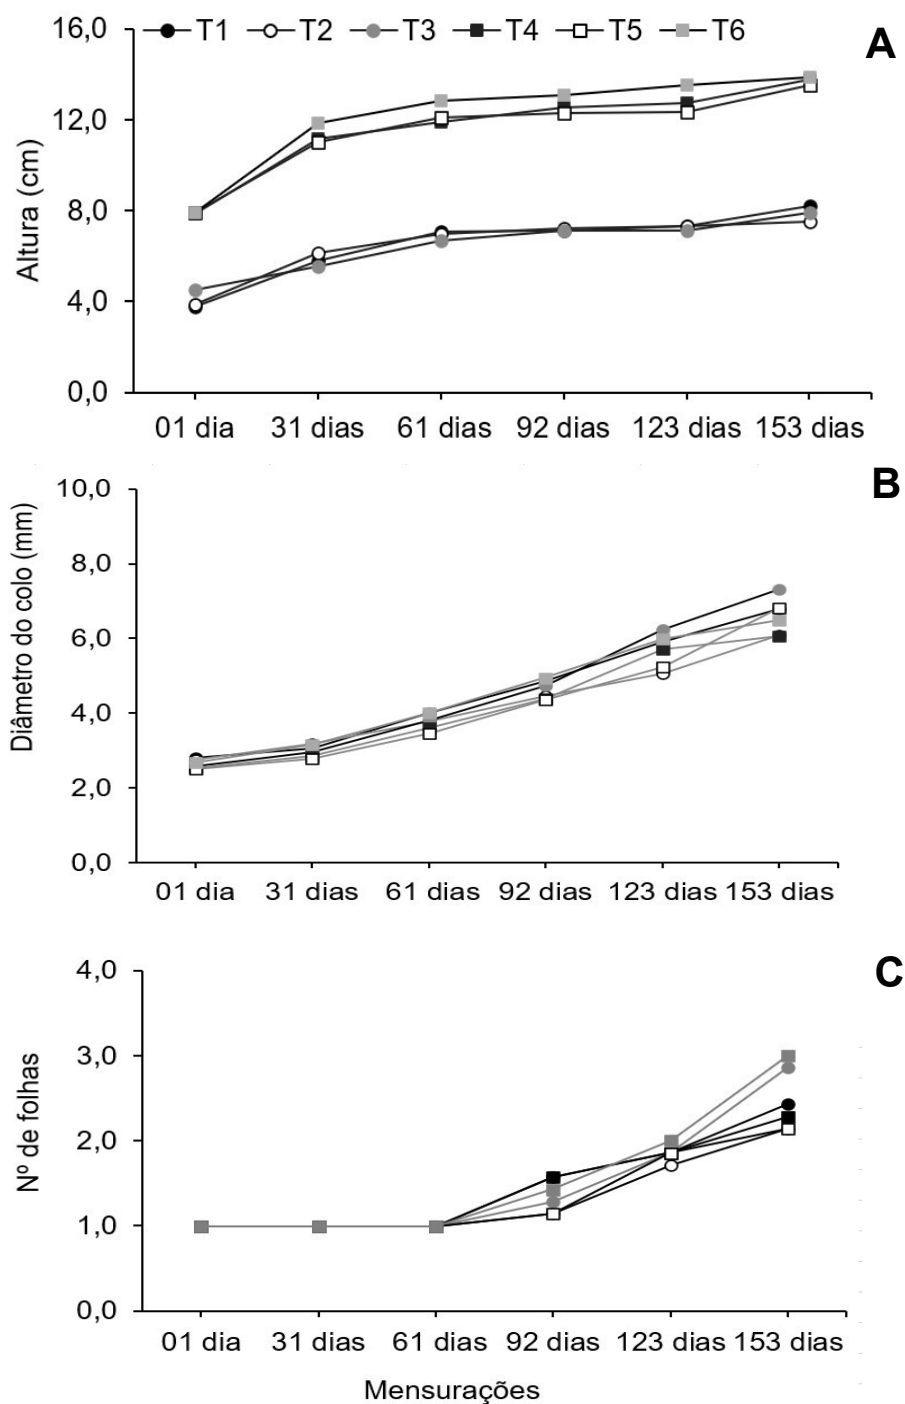 16,0 T1 T2 T3 T4 T5 T6 A
12,0
8,0
4,0
0,0
Altura (cm)
01 dia 31 dias 61 dias 92 dias 123 dias 153 dias
B
10,0
8,0
6,0
4,0
2,0
0,0
Diâmetro do colo (mm)
01 dia 31 dias 61 dias 92 dias 123 dias 153 dias
C
4,0
3,0
2,0
1,0
0,0
Nº de folhas
01 dia 31 dias 61 dias 92 dias 123 dias 153 dias
Mensurações